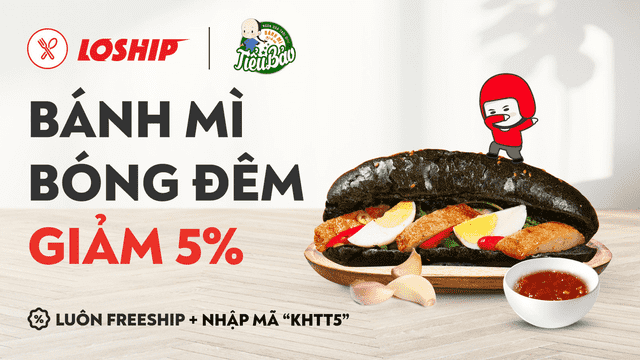 LOSHIP
Tiểu Bảo
BÁNH MÌ
BÓNG ĐÊM
GIẢM 5%
LUÔN FREESHIP + NHẬP MÃ “KHTT5”